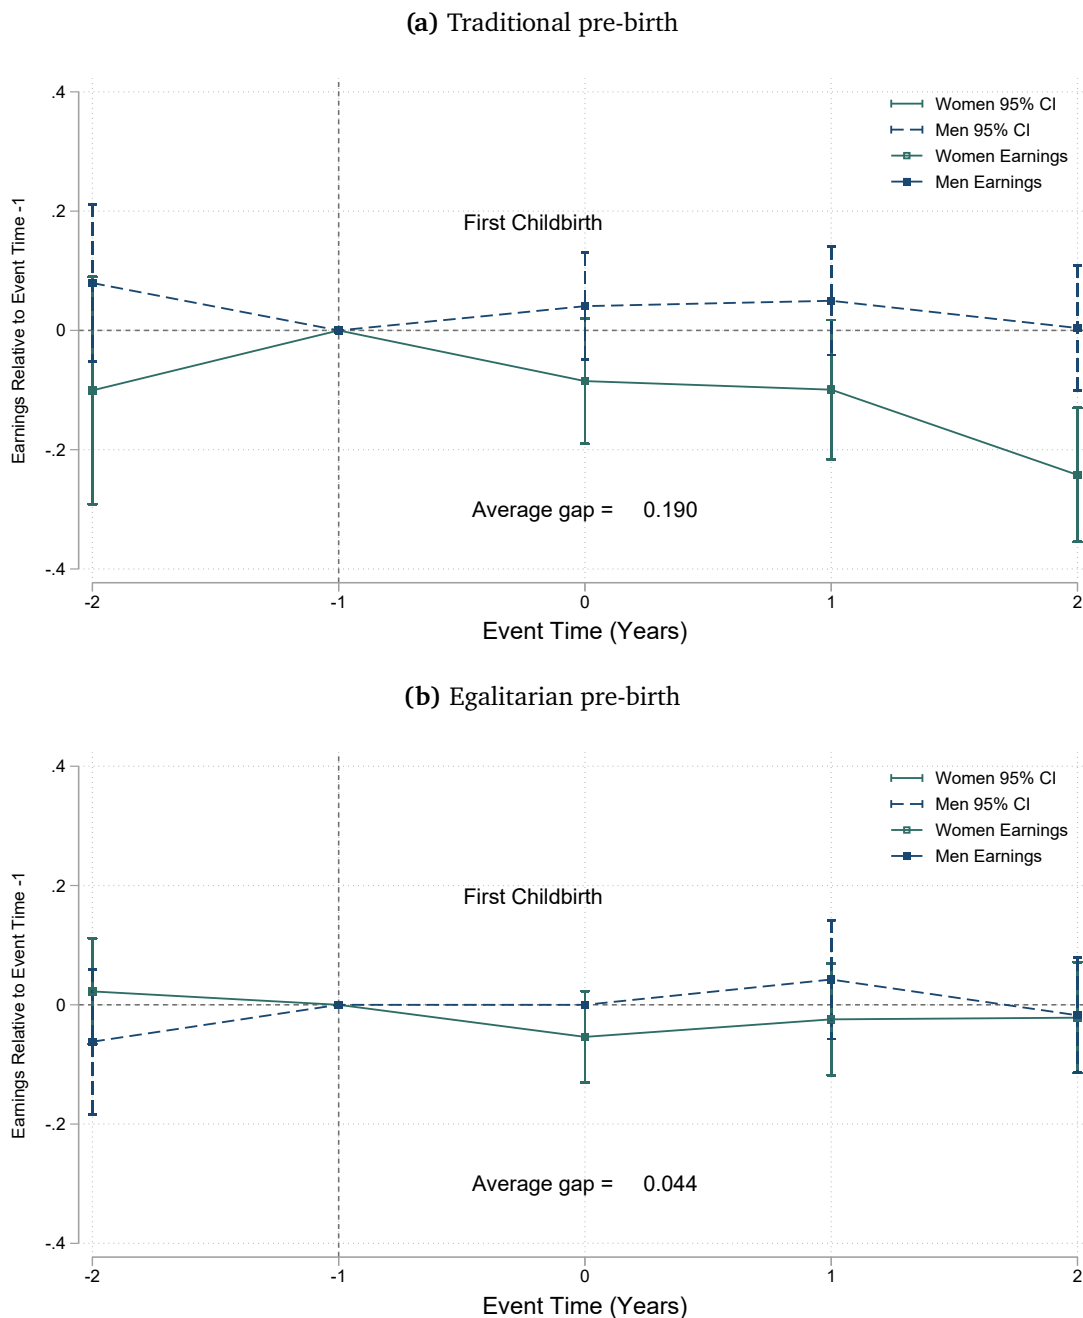 (a) Traditional pre-birth
.4
.2
0
-.2
-.4
Earnings Relative to Event Time -1
Women 95% CI
Men 95% CI
Women Earnings
Men Earnings
First Childbirth
Average gap = 0.190
-2 -1 0 1 2
Event Time (Years)
(b) Egalitarian pre-birth
.4
.2
0
-.2
-.4
Earnings Relative to Event Time -1
Women 95% CI
Men 95% CI
Women Earnings
Men Earnings
First Childbirth
Average gap = 0.044
-2 -1 0 1 2
Event Time (Years)